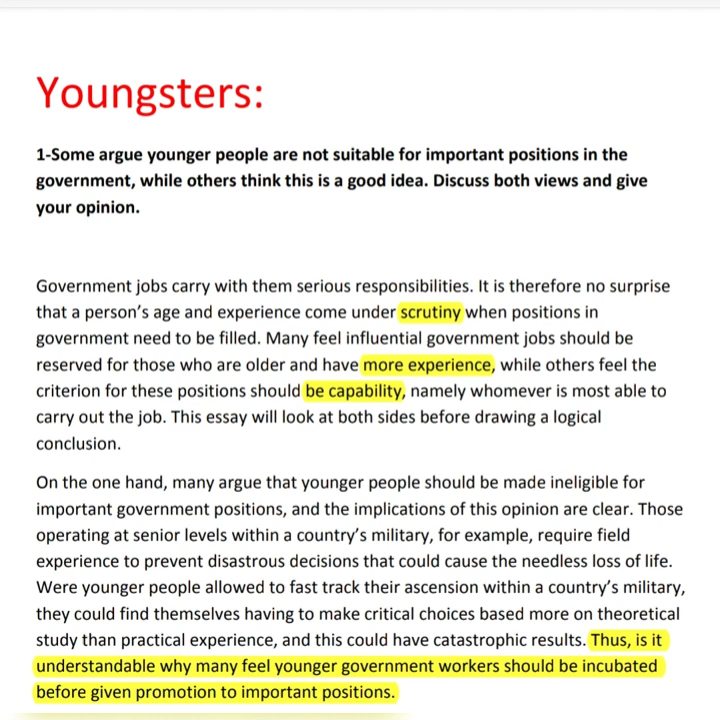 Youngsters:
1-Some argue younger people are not suitable for important positions in the
government, while others think this is a good idea. Discuss both views and give
your opinion.
Government jobs carry with them serious responsibilities. It is therefore no surprise
that a person’s age and experience come under scrutiny when positions in
government need to be filled. Many feel influential government jobs should be
reserved for those who are older and have more experience, while others feel the
criterion for these positions should be capability, namely whomever is most able to
carry out the job. This essay will look at both sides before drawing a logical
conclusion.
On the one hand, many argue that younger people should be made ineligible for
important government positions, and the implications of this opinion are clear. Those
operating at senior levels within a country’s military, for example, require field
experience to prevent disastrous decisions that could cause the needless loss of life.
Were younger people allowed to fast track their ascension within a country’s military,
they could find themselves having to make critical choices based more on theoretical
study than practical experience, and this could have catastrophic results. Thus, is it
understandable why many feel younger government workers should be incubated
before given promotion to important positions.